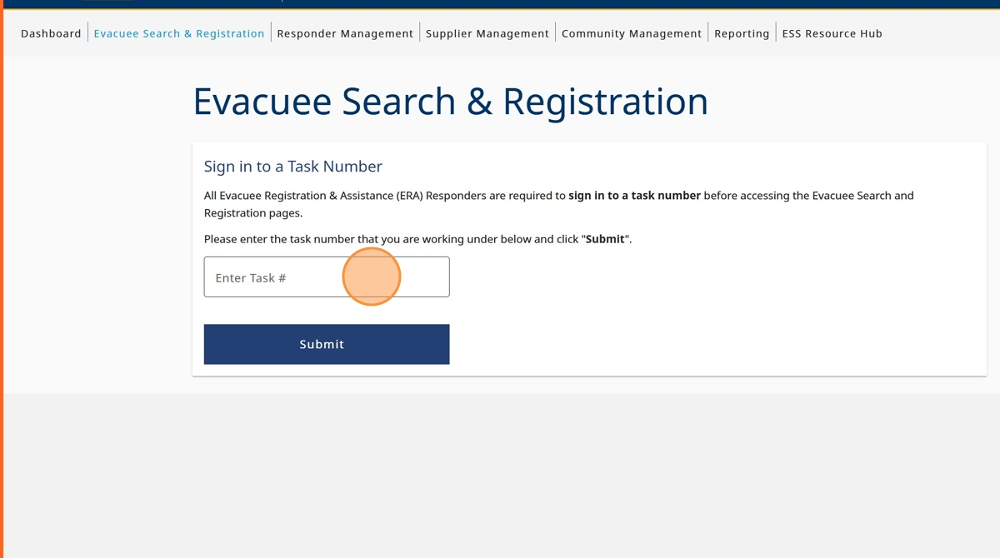 Dashboard Evacuee Search & Registration Responder Management Supplier Management Community Management Reporting ESS Resource Hub
Evacuee Search & Registration
Sign in to a Task Number
All Evacuee Registration & Assistance (ERA) Responders are required to sign in to a task number before accessing the Evacuee Search and
Registration pages.
Please enter the task number that you are working under below and click "Submit".
Enter Task #
Submit